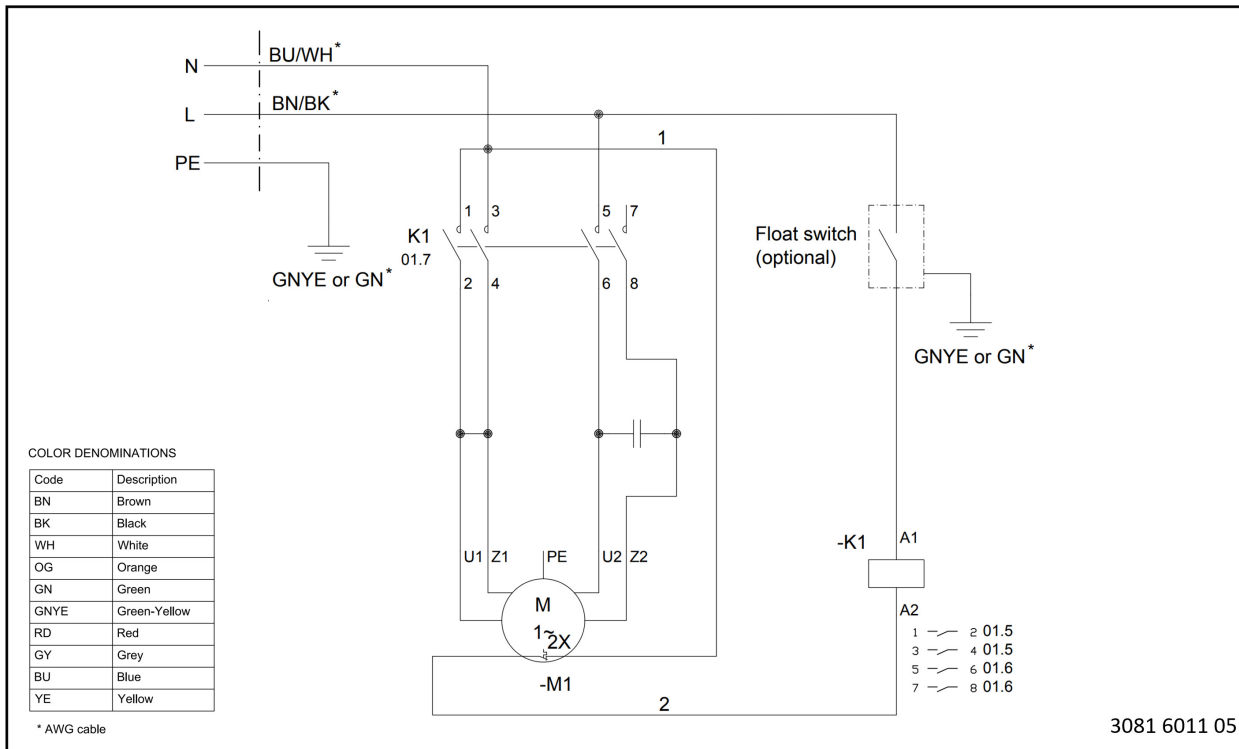 N
BU/WH*
L
BN/BK*
PE
1
GNYE or GN*
K1
01.7
1 3
5 7
2 4
6 8
Float switch
(optional)
GNYE or GN*
U1 Z1 PE U2 Z2
M
1~
2X
-M1
2
-K1
A1
A2
1 2 01.5
3 4 01.5
5 6 01.6
7 8 01.6
COLOR DENOMINATIONS
Code Description
BN Brown
BK Black
WH White
OG Orange
GN Green
GNYE Green-Yellow
RD Red
GY Grey
BU Blue
YE Yellow
* AWG cable
3081 6011 05